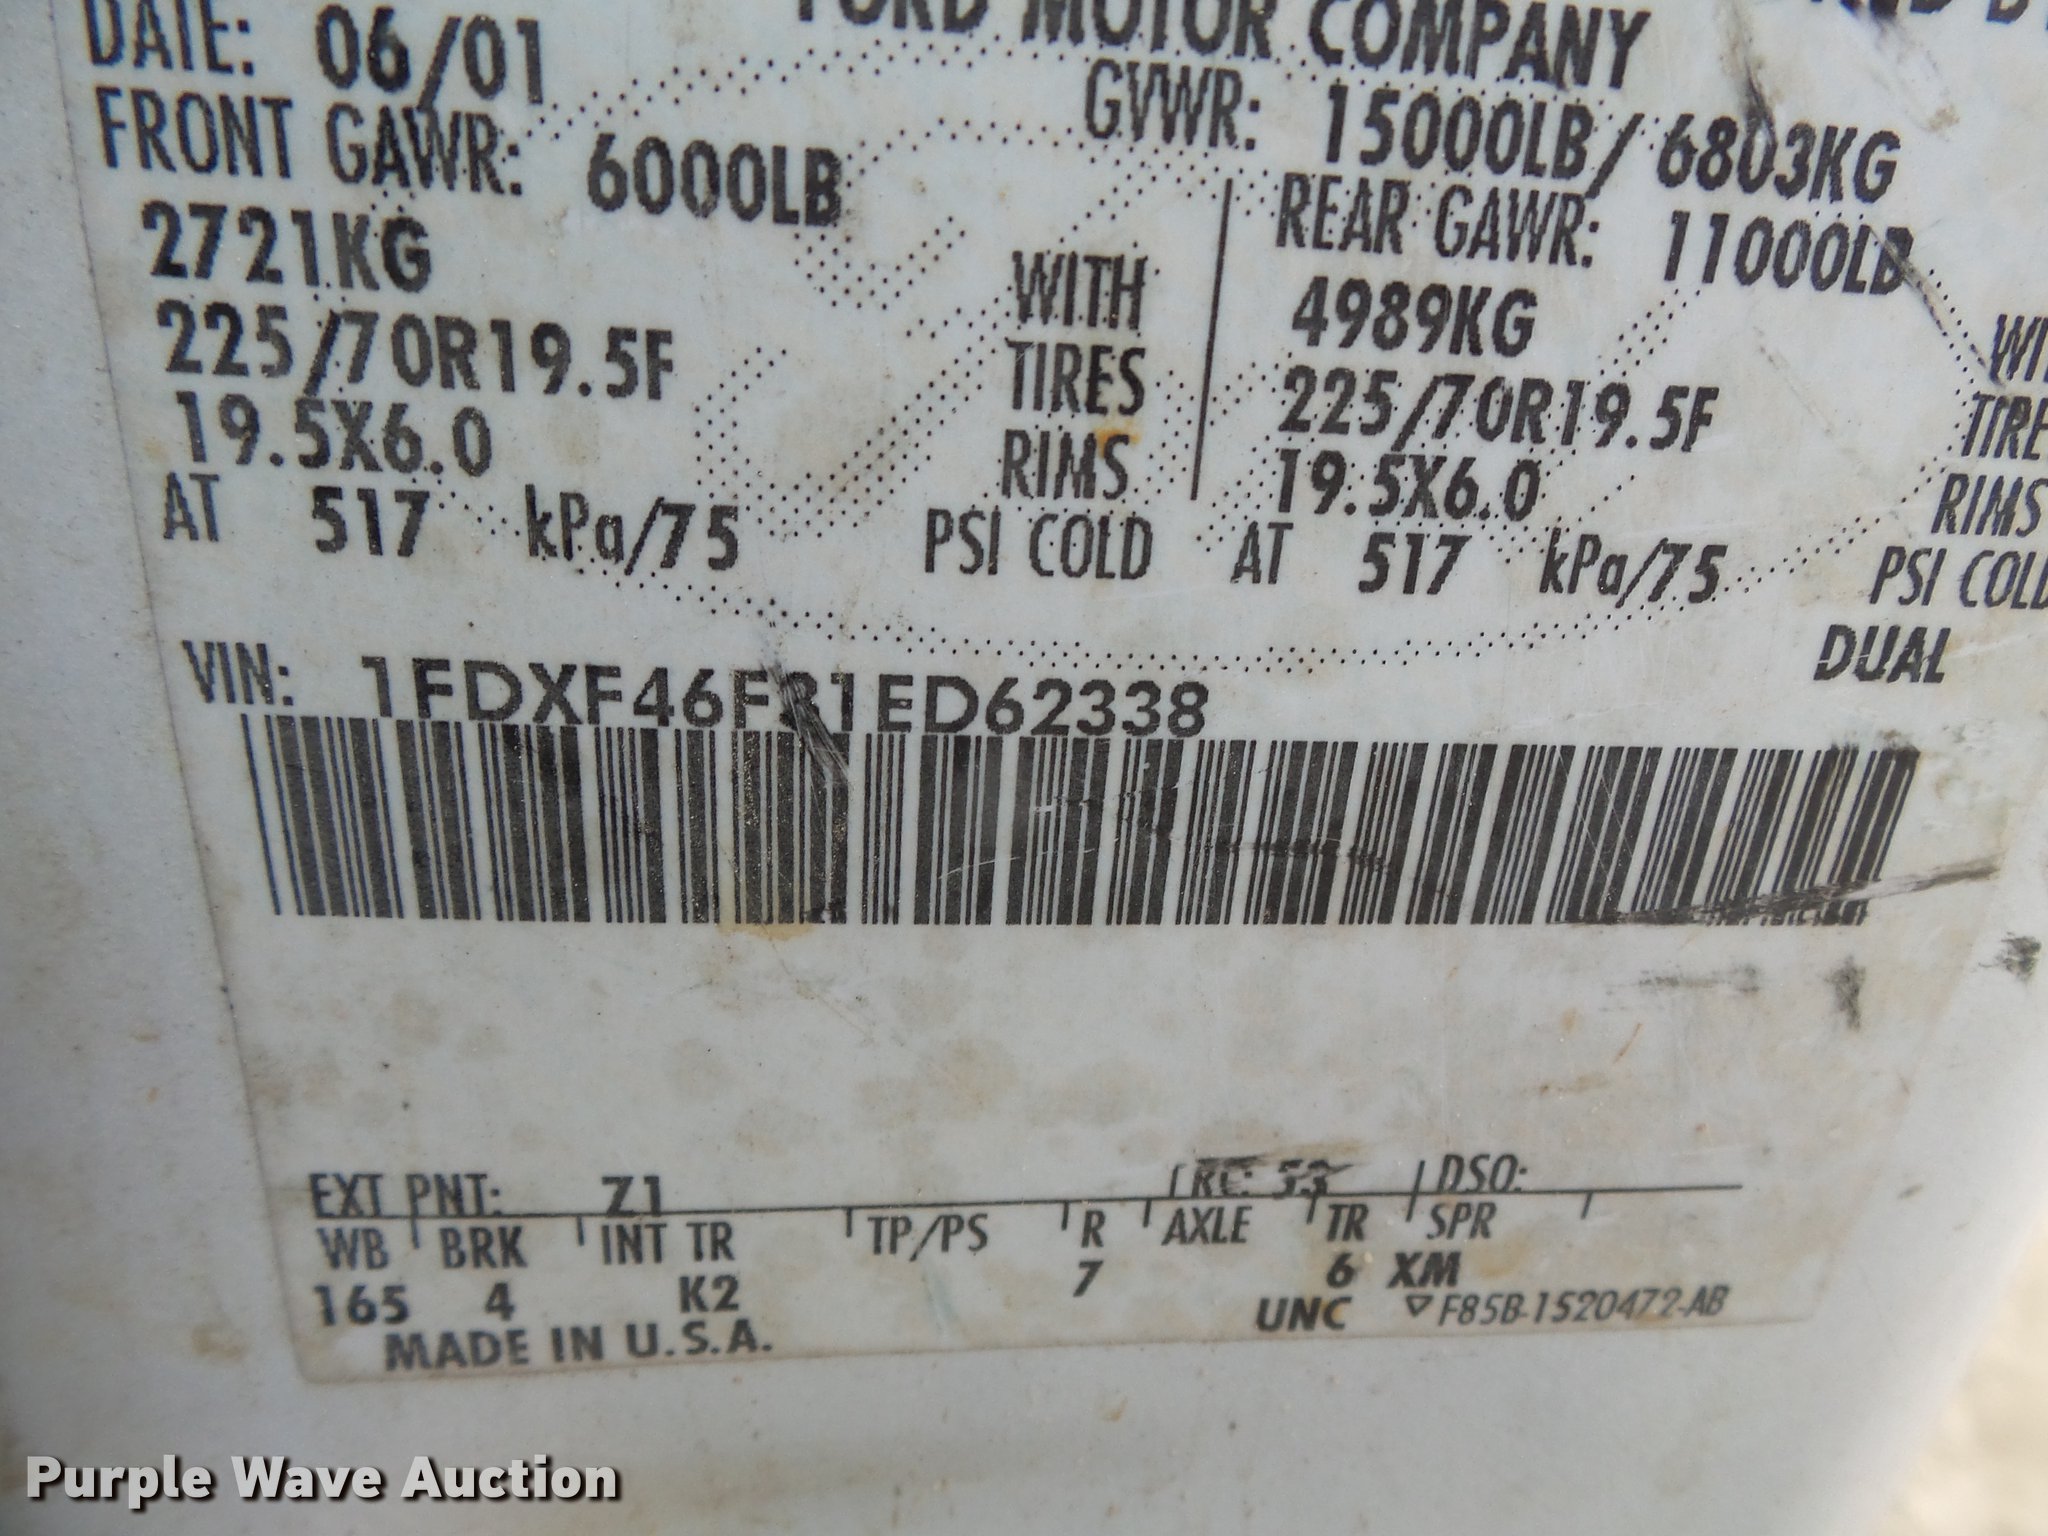 FORD MOTOR COMPANY
DATE: 06/01 GVWR: 15000LB/ 6803KG
FRONT GAWR: 6000LB REAR GAWR: 11000LB
2721KG WITH 4989KG
225/70R19.5F TIRES 225/70R19.5F
19.5X6.0 RIMS 19.5X6.0 RIMS
AT 517 kPa/75 PSI COLD AT 517 kPa/75 PSI COLD
DUAL
VIN: 1FDXF46F31ED62338
EXT PNT: Z1 RC: 53 DSO:
WB BRK INT TR TP/PS R AXLE TR SPR
165 4 K2 7 6 XM
MADE IN U.S.A. UNC ▽ F85B-1520472-AB
Purple Wave Auction